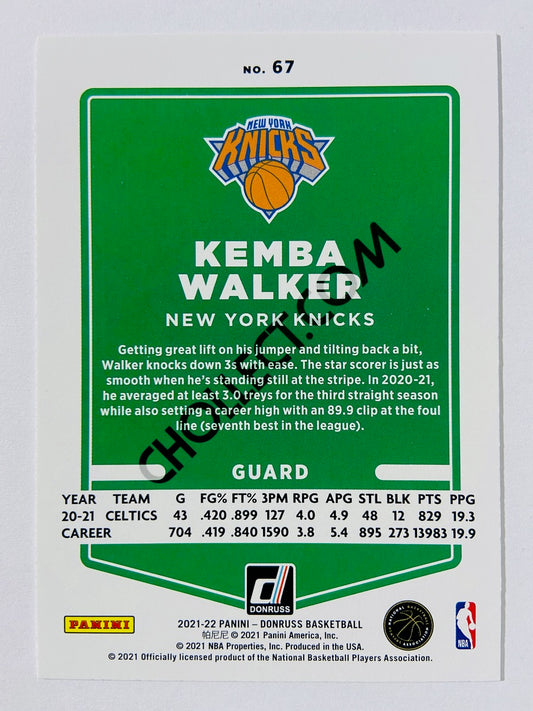 NO. 67
NEW YORK
KNICKS
KEMBA
WALKER
NEW YORK KNICKS
Getting great lift on his jumper and tilting back a bit,
Walker knocks down 3s with ease. The star scorer is just as
smooth when he's standing still at the stripe. In 2020-21,
he averaged at least 3.0 treys for the third straight season
while also setting a career high with an 89.9 clip at the foul
line (seventh best in the league).
CHOLLECT.COM
GUARD
YEAR TEAM G FG% FT% 3PM RPG APG STL BLK PTS PPG
20-21 CELTICS 43 .420 .899 127 4.0 4.9 48 12 829 19.3
CAREER 704 .419 .840 1590 3.8 5.4 895 273 13983 19.9
DONRUSS
PANINI
2021-22 PANINI – DONRUSS BASKETBALL
帕尼尼 © 2021 Panini America, Inc.
© 2021 NBA Properties, Inc. Produced in the USA.
© 2021 Officially licensed product of the National Basketball Players Association.
NBA